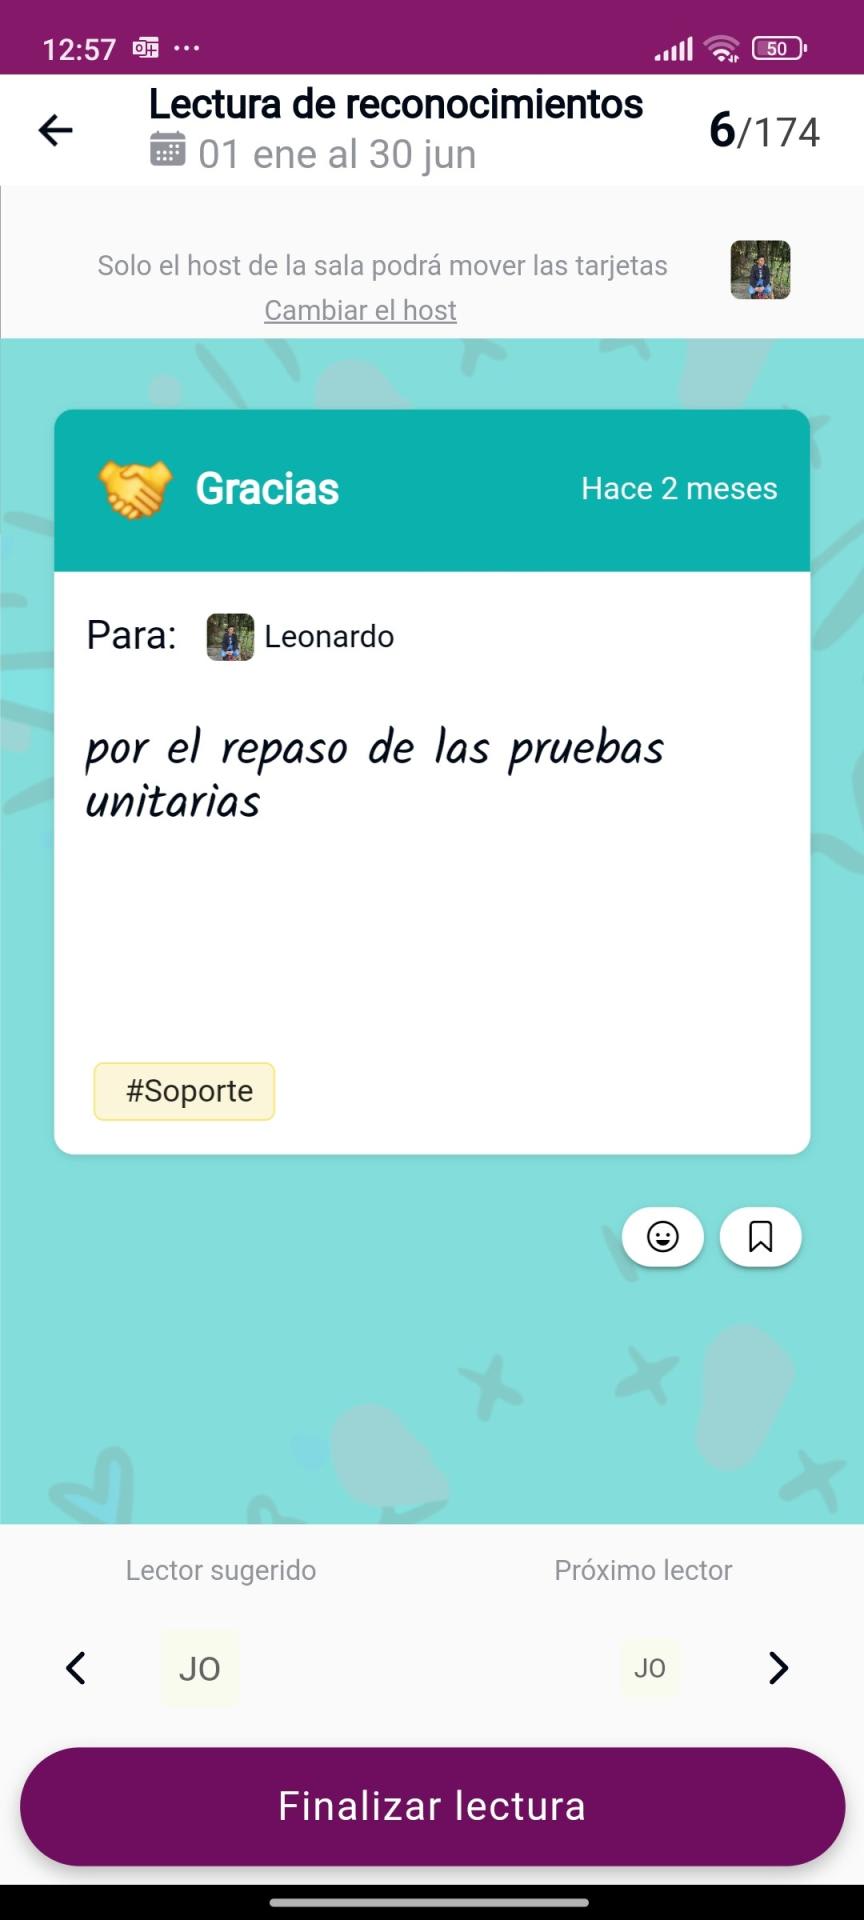 12:57
50
Lectura de reconocimientos
01 ene al 30 jun
6/174
Solo el host de la sala podrá mover las tarjetas
Cambiar el host
Gracias
Hace 2 meses
Para: Leonardo
por el repaso de las pruebas
unitarias
#Soporte
Lector sugerido
Próximo lector
JO
JO
Finalizar lectura